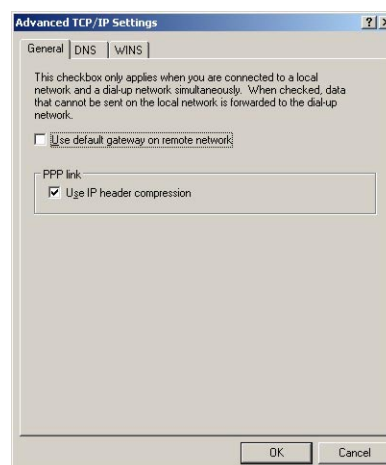 Advanced TCP/IP Settings
General DNS WINS
This checkbox only applies when you are connected to a local
network and a dial-up network simultaneously. When checked, data
that cannot be sent on the local network is forwarded to the dial-up
network.
Use default gateway on remote network
PPP link
Use IP header compression
OK Cancel